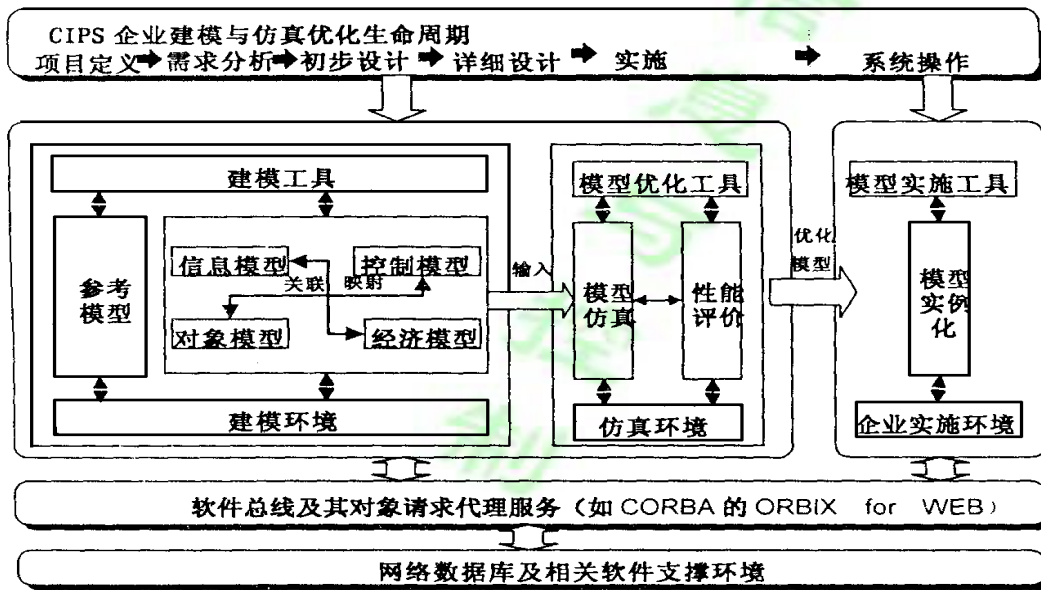 CIPS 企业建模与仿真优化生命周期
项目定义 需求分析 初步设计 详细设计 实施 系统操作
建模工具
参考
模型
信息模型
控制模型
关联 映射
对象模型
经济模型
建模环境
输入
模型优化工具
模型
仿真
性能
评价
仿真环境
优化
模型
模型实施工具
模型
实例
化
企业实施环境
软件总线及其对象请求代理服务（如 CORBA 的 ORBiX for WEB）
网络数据库及相关软件支撑环境